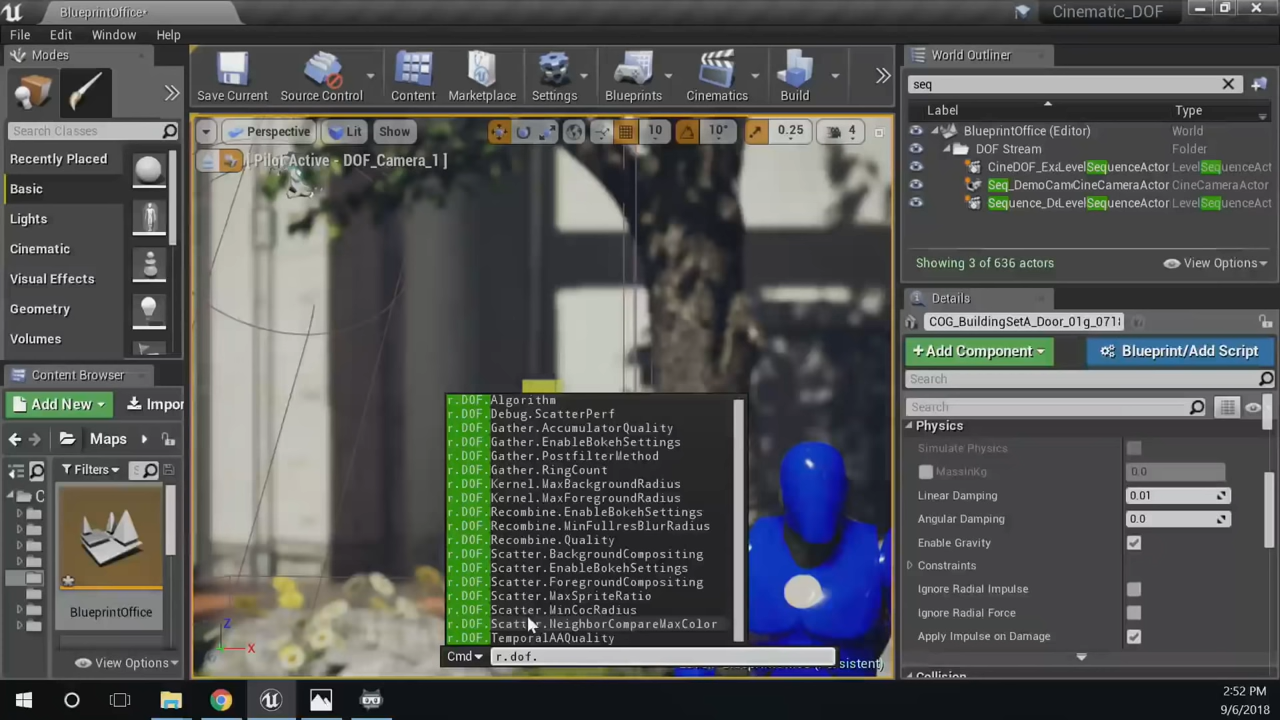 BlueprintOffice•
Cinematic_DOF
File Edit Window Help
Modes
Search Classes
Recently Placed
Basic
Lights
Cinematic
Visual Effects
Geometry
Volumes
Save Current
Source Control
Content
Marketplace
Settings
Blueprints
Cinematics
Build
Perspective
Lit
Show
10
10°
0.25
4
[ Pilot Active - DOF_Camera_1 ]
World Outliner
seq
Label
Type
BlueprintOffice (Editor) World
DOF Stream Folder
CineDOF_ExaLevelSequenceActor LevelSequenceAct
Seq_DemoCamCineCameraActor CineCameraActor
Sequence_DeLevelSequenceActor LevelSequenceAct
Showing 3 of 636 actors
View Options
Details
COG_BuildingSetA_Door_01g_071
+Add Component
Blueprint/Add Script
Search
Search
Physics
Simulate Physics
MassInKg 0.0
Linear Damping 0.01
Angular Damping 0.0
Enable Gravity
Constraints
Ignore Radial Impulse
Ignore Radial Force
Apply Impulse on Damage
Collision
Content Browser
Add New
Impor
Maps
Filters
C
BlueprintOffice
View Options
r.DOF.Algorithm
r.DOF.Debug.ScatterPerf
r.DOF.Gather.AccumulatorQuality
r.DOF.Gather.EnableBokehSettings
r.DOF.Gather.PostfilterMethod
r.DOF.Gather.RingCount
r.DOF.Kernel.MaxBackgroundRadius
r.DOF.Kernel.MaxForegroundRadius
r.DOF.Recombine.EnableBokehSettings
r.DOF.Recombine.MinFullresBlurRadius
r.DOF.Recombine.Quality
r.DOF.Scatter.BackgroundCompositing
r.DOF.Scatter.EnableBokehSettings
r.DOF.Scatter.ForegroundCompositing
r.DOF.Scatter.MaxSpriteRatio
r.DOF.Scatter.MinCocRadius
r.DOF.Scatter.NeighborCompareMaxColor
r.DOF.TemporalAAQuality
Cmd
r.dof.
Z
X
2:52 PM
9/6/2018